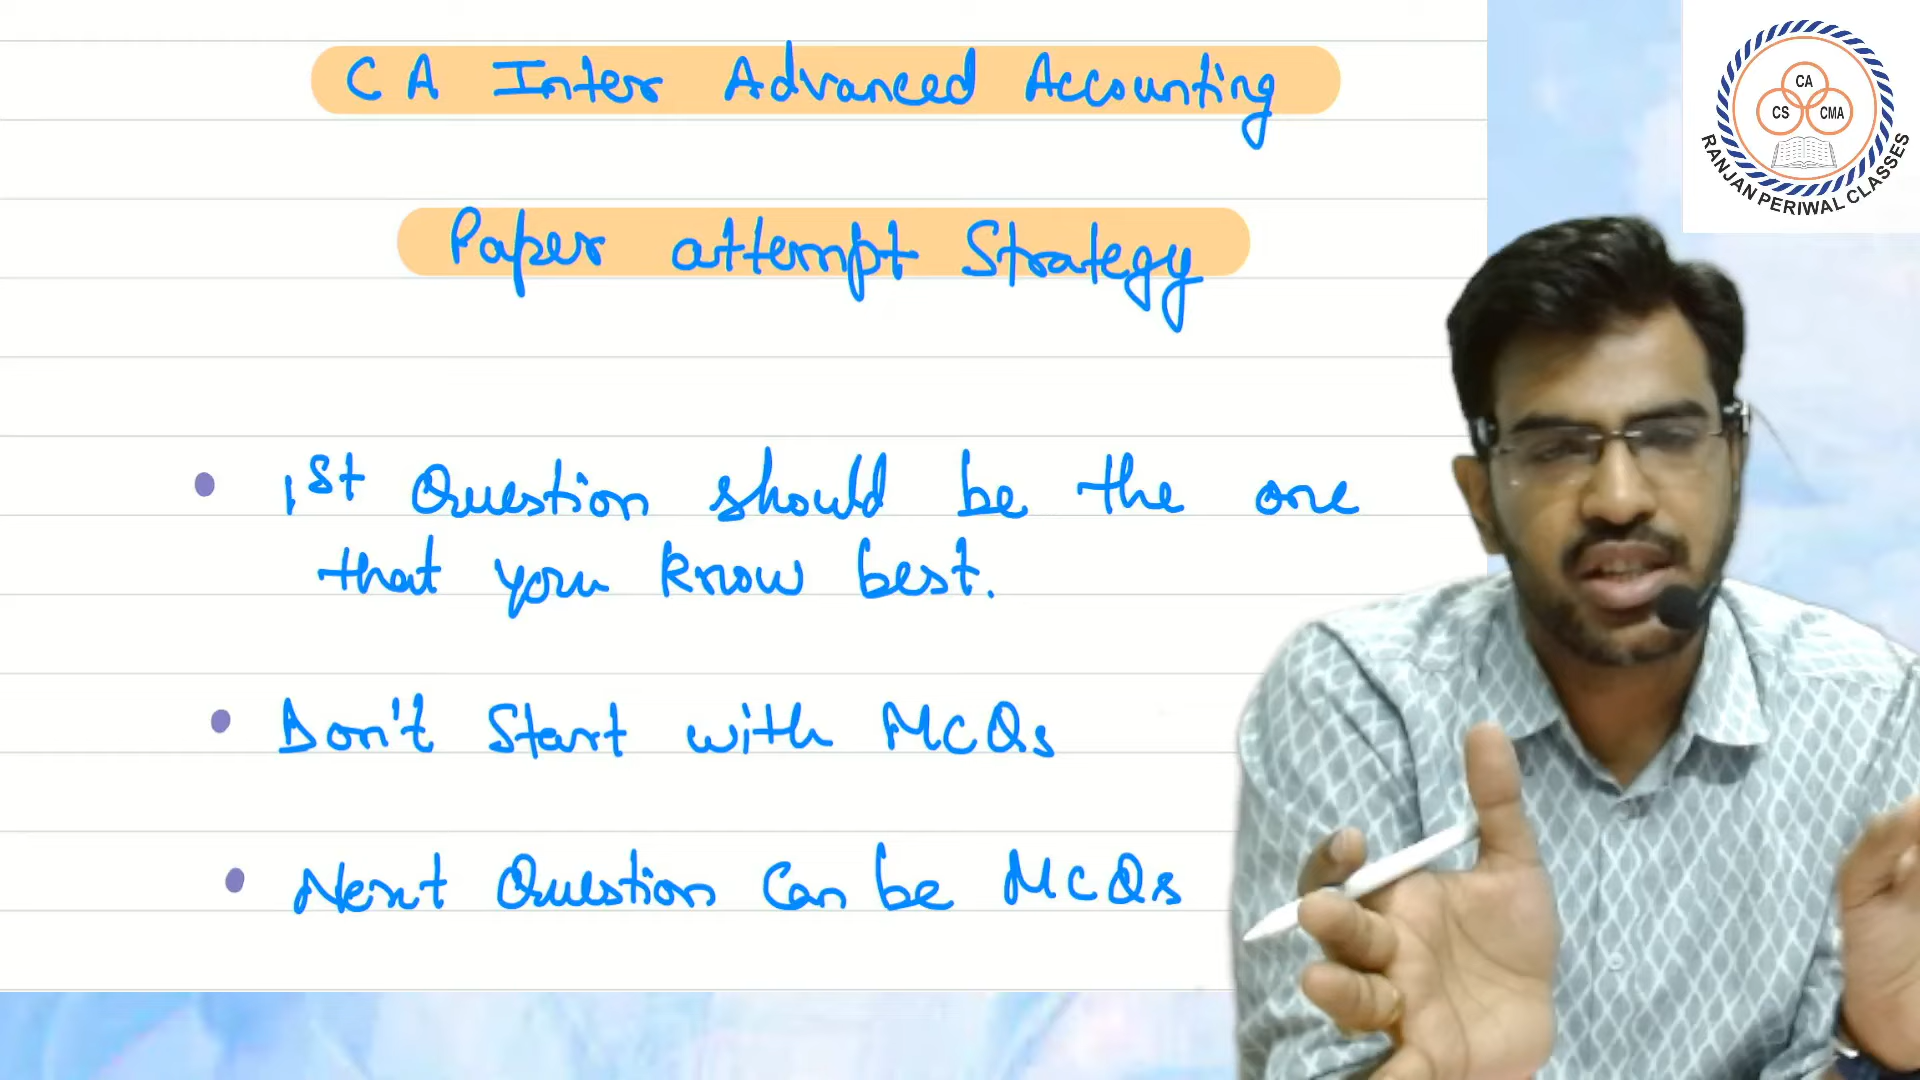 CA Inter Advanced Accounting
Paper attempt Strategy
• 1st Question should be the one
that you know best.
• Don't Start with MCQs
• Next Question Can be MCQs
CA
CS CMA
RANJAN PERIWAL CLASSES